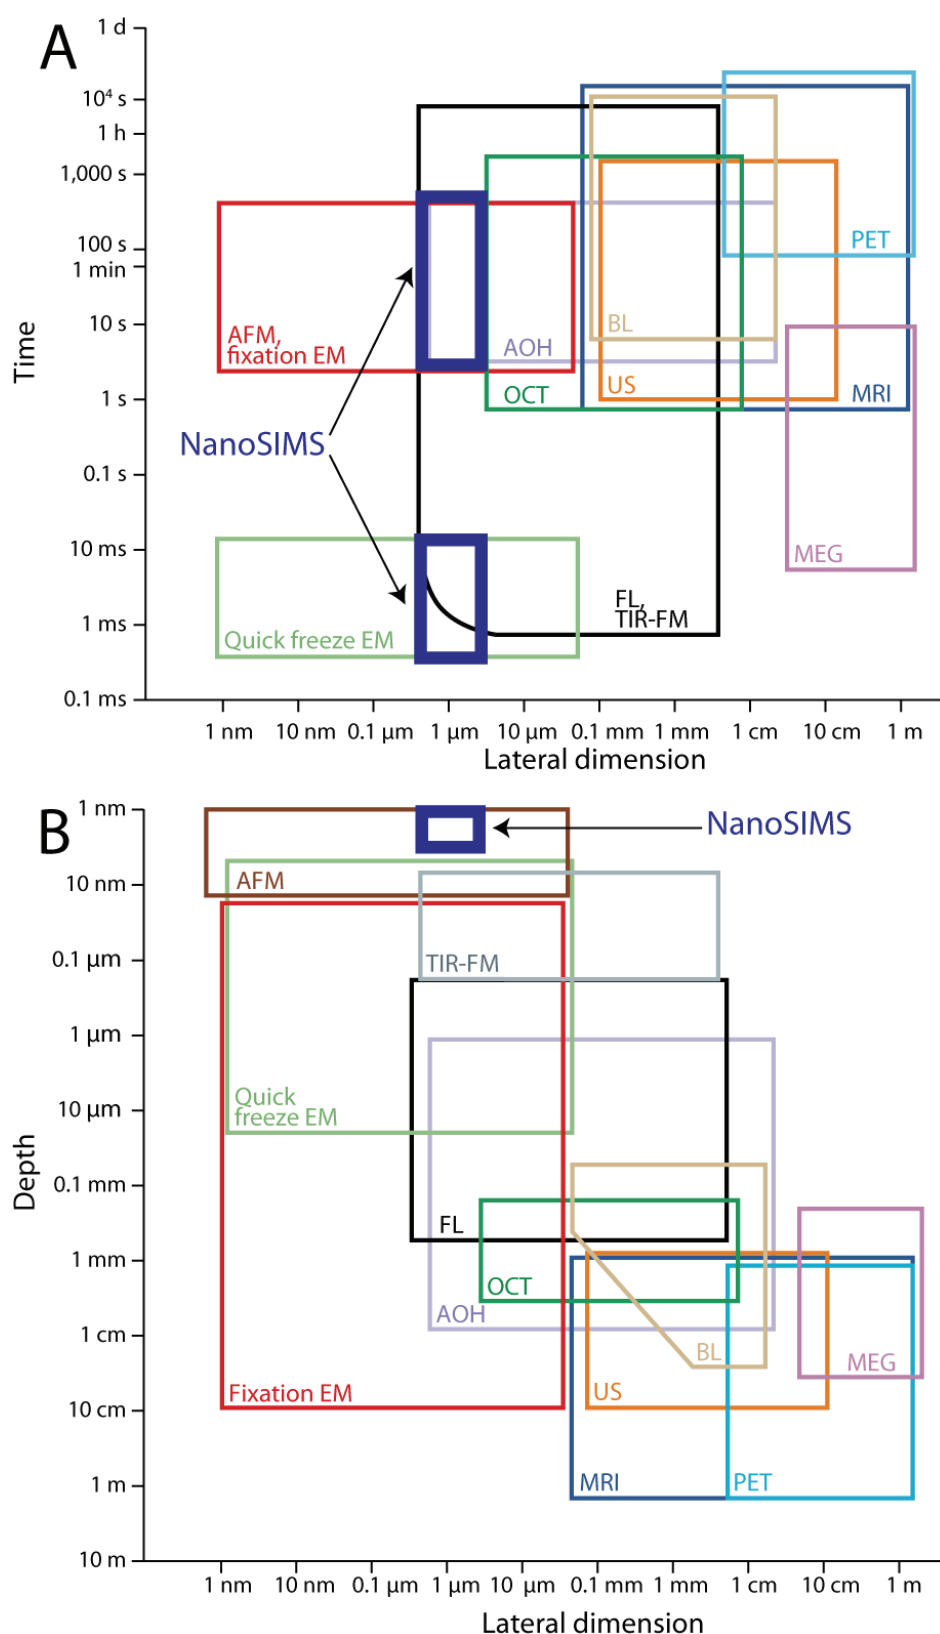 A
1 d
10⁴ s
1 h
1,000 s
100 s
1 min
10 s
1 s
0.1 s
10 ms
1 ms
0.1 ms
Time
PET
BL
AFM,
fixation EM
AOH
US
OCT
MRI
NanoSIMS
MEG
FL,
TIR-FM
Quick freeze EM
1 nm 10 nm 0.1 µm 1 µm 10 µm 0.1 mm 1 mm 1 cm 10 cm 1 m
Lateral dimension
B
1 nm
10 nm
0.1 µm
1 µm
10 µm
0.1 mm
1 mm
1 cm
10 cm
1 m
10 m
Depth
NanoSIMS
AFM
TIR-FM
Quick
freeze EM
FL
OCT
AOH
BL
MEG
Fixation EM
US
MRI
PET
1 nm 10 nm 0.1 µm 1 µm 10 µm 0.1 mm 1 mm 1 cm 10 cm 1 m
Lateral dimension